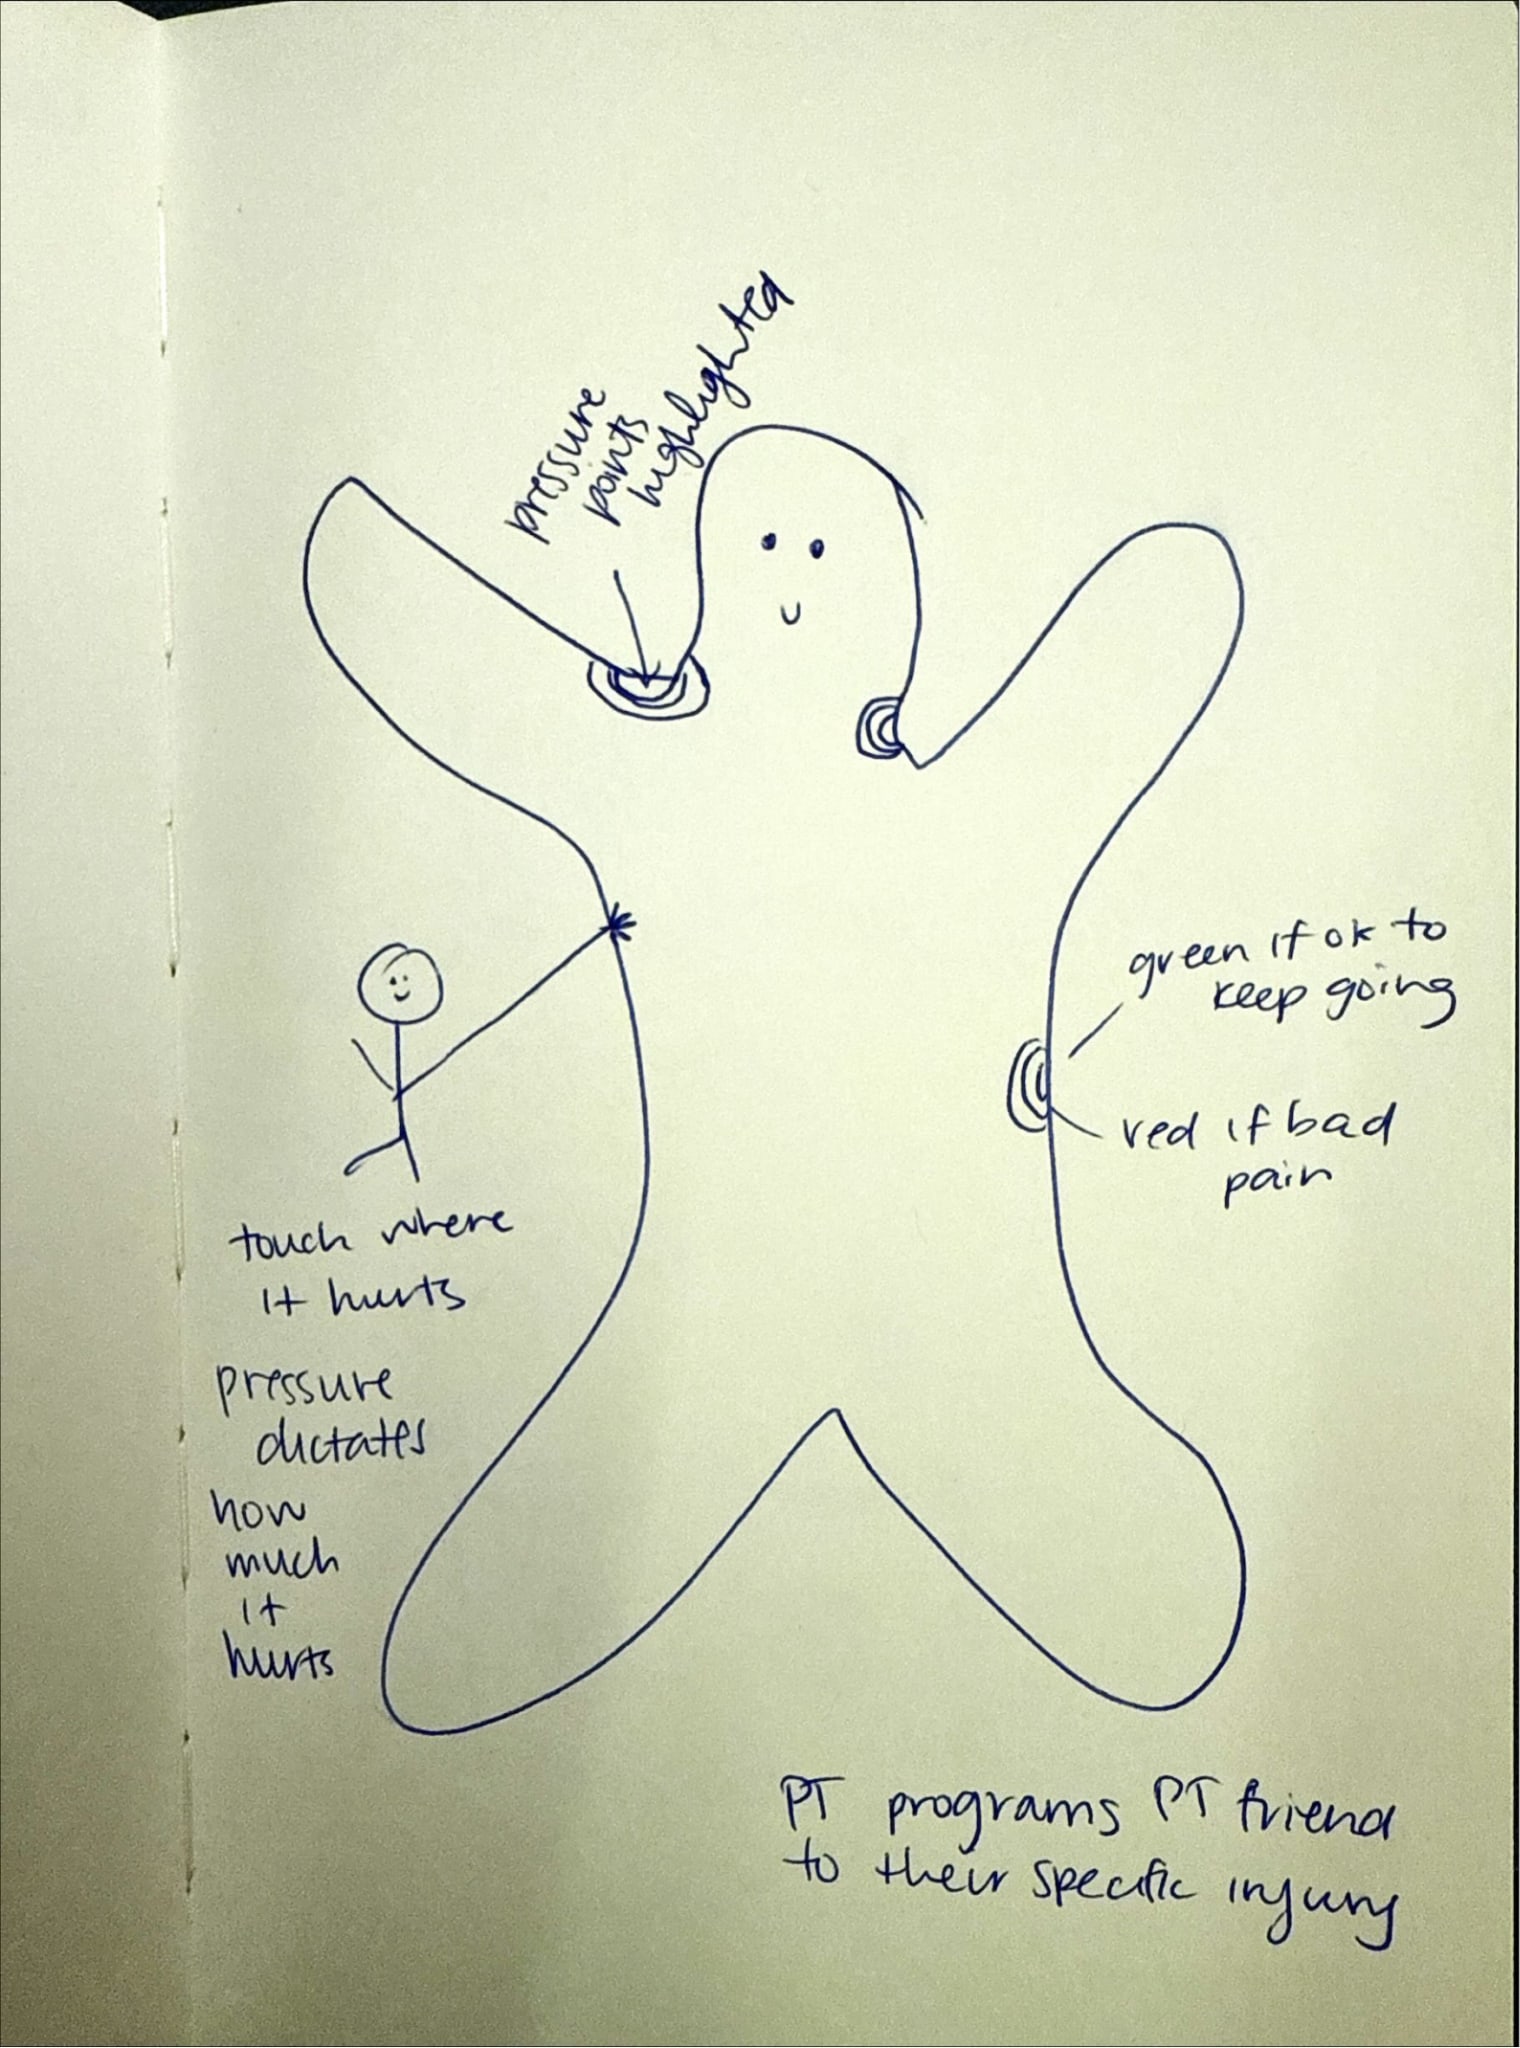 pressure
points
highlighted
green if ok to
keep going
red if bad
pain
touch where
it hurts
pressure
dictates
how
much
it
hurts
PT programs PT friend
to their specific injury